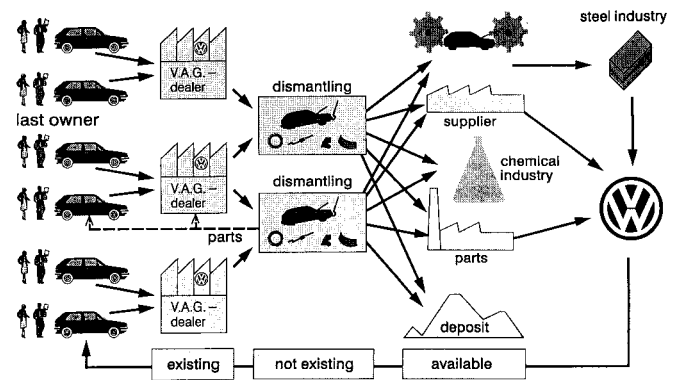 steel industry
V.A.G.–
dealer
dismantling
last owner
supplier
chemical
industry
V.A.G.–
dealer
dismantling
parts
parts
V.A.G.–
dealer
deposit
existing
not existing
available